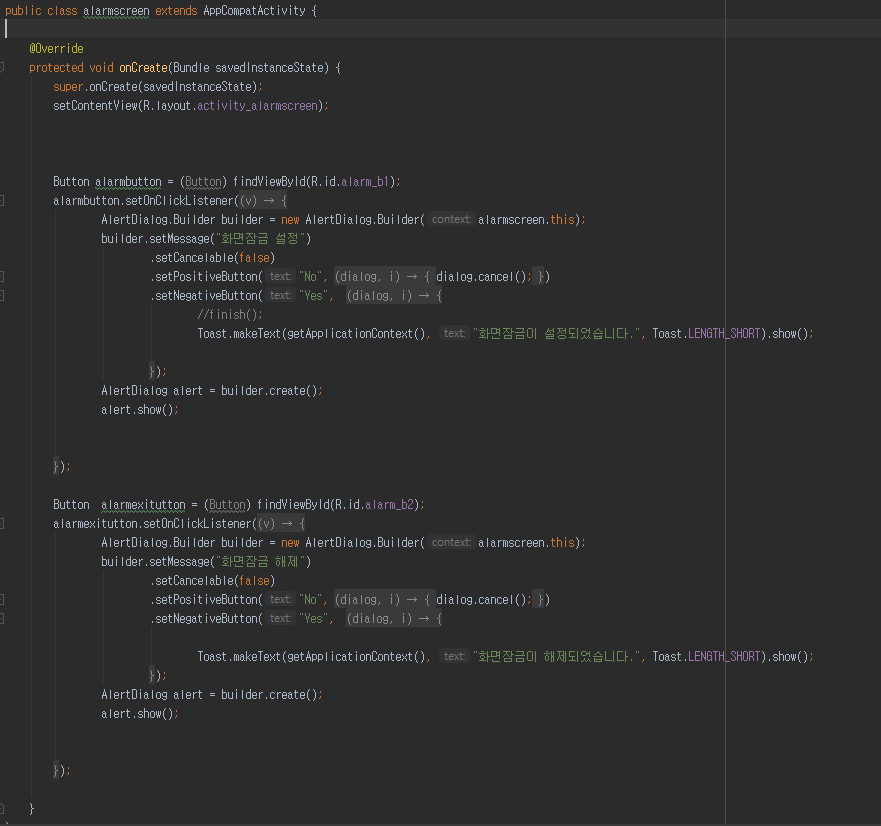 public class alarmscreen extends AppCompatActivity {
@Override
protected void onCreate(Bundle savedInstanceState) {
super.onCreate(savedInstanceState);
setContentView(R.layout.activity_alarmscreen);
Button alarmbutton = (Button) findViewById(R.id.alarm_b1);
alarmbutton.setOnClickListener((v) → {
AlertDialog.Builder builder = new AlertDialog.Builder( context: alarmscreen.this);
builder.setMessage("화면잠금 설정")
.setCancelable(false)
.setPositiveButton( text: "No", (dialog, i) → { dialog.cancel(); })
.setNegativeButton( text: "Yes", (dialog, i) → {
//finish();
Toast.makeText(getApplicationContext(), text: "화면잠금이 설정되었습니다.", Toast.LENGTH_SHORT).show();
});
AlertDialog alert = builder.create();
alert.show();
});
Button alarmexitutton = (Button) findViewById(R.id.alarm_b2);
alarmexitutton.setOnClickListener((v) → {
AlertDialog.Builder builder = new AlertDialog.Builder( context: alarmscreen.this);
builder.setMessage("화면잠금 해제")
.setCancelable(false)
.setPositiveButton( text: "No", (dialog, i) → { dialog.cancel(); })
.setNegativeButton( text: "Yes", (dialog, i) → {
Toast.makeText(getApplicationContext(), text: "화면잠금이 해제되었습니다.", Toast.LENGTH_SHORT).show();
});
AlertDialog alert = builder.create();
alert.show();
});
}